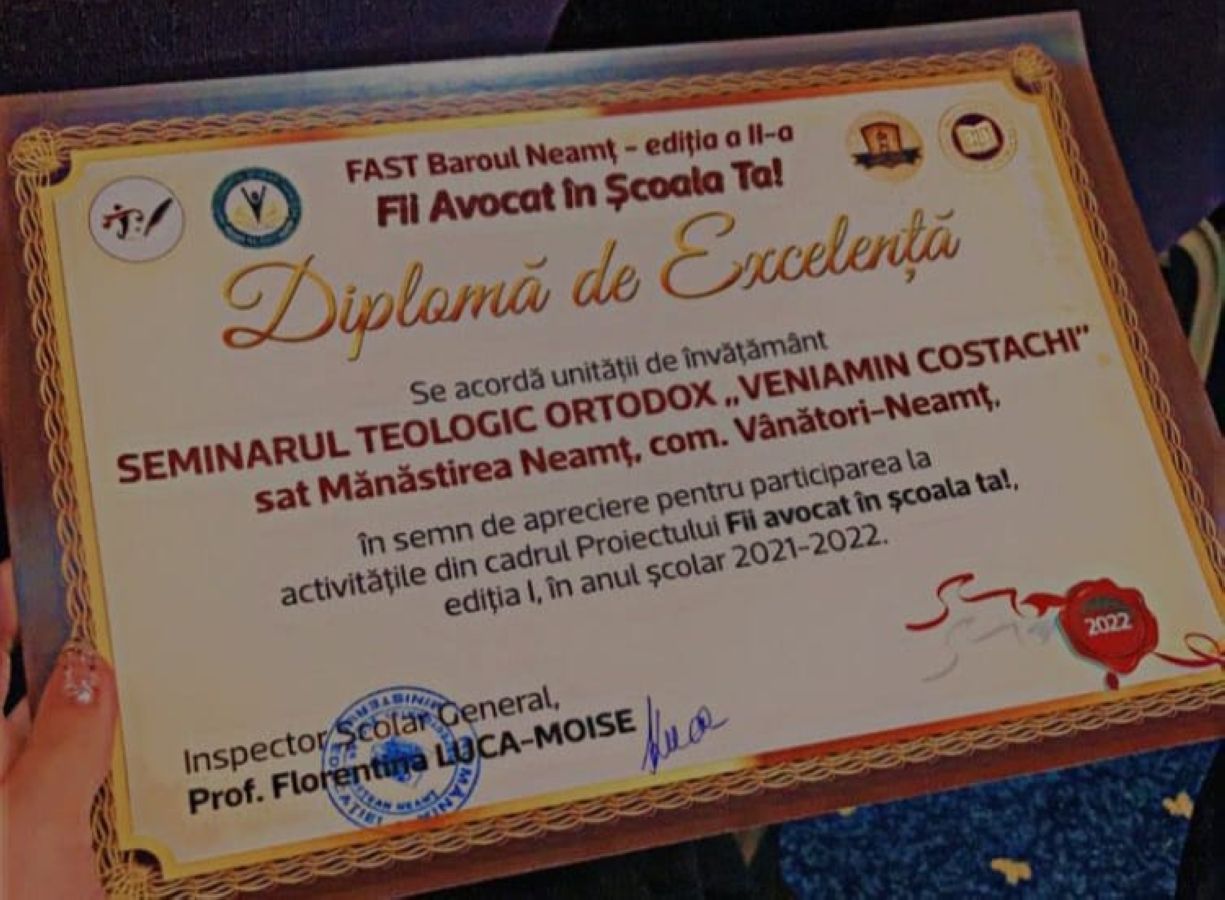 FAST Baroul Neamț - ediția a II-a
Fii Avocat în Școala Ta!
Diplomă de Excelență
Se acordă unității de învățământ
SEMINARUL TEOLOGIC ORTODOX „VENIAMIN COSTACHI”
sat Mănăstirea Neamț, com. Vânători-Neamț,
în semn de apreciere pentru participarea la
activitățile din cadrul Proiectului Fii avocat în școala ta!,
ediția I, în anul școlar 2021-2022.
2022
Inspector Școlar General,
Prof. Florentina LUCA-MOISE